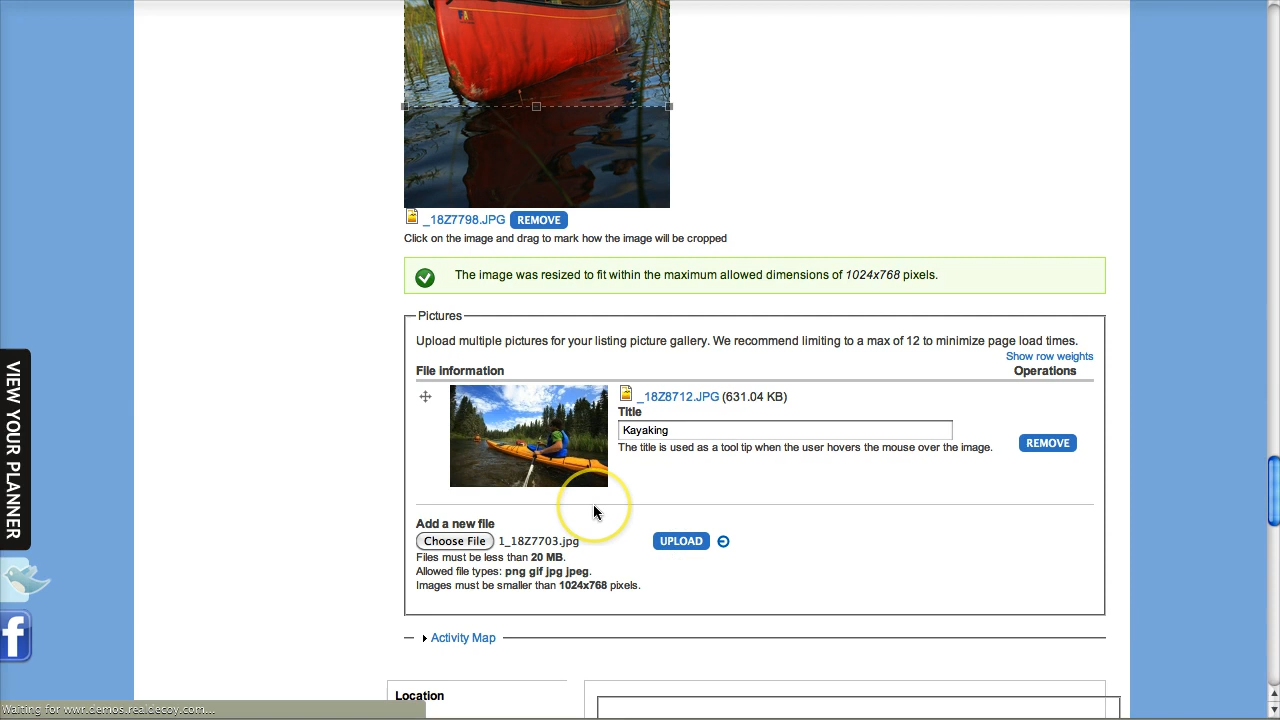 _18Z7798.JPG REMOVE
Click on the image and drag to mark how the image will be cropped
The image was resized to fit within the maximum allowed dimensions of 1024x768 pixels.
Pictures
Upload multiple pictures for your listing picture gallery. We recommend limiting to a max of 12 to minimize page load times.
Show row weights
File information Operations
_18Z8712.JPG (631.04 KB)
Title
Kayaking
The title is used as a tool tip when the user hovers the mouse over the image.
REMOVE
Add a new file
Choose File 1_18Z7703.jpg UPLOAD
Files must be less than 20 MB.
Allowed file types: png gif jpg jpeg.
Images must be smaller than 1024x768 pixels.
Activity Map
Location
VIEW YOUR PLANNER
f
Waiting for wwr.demos.realdecoy.com...